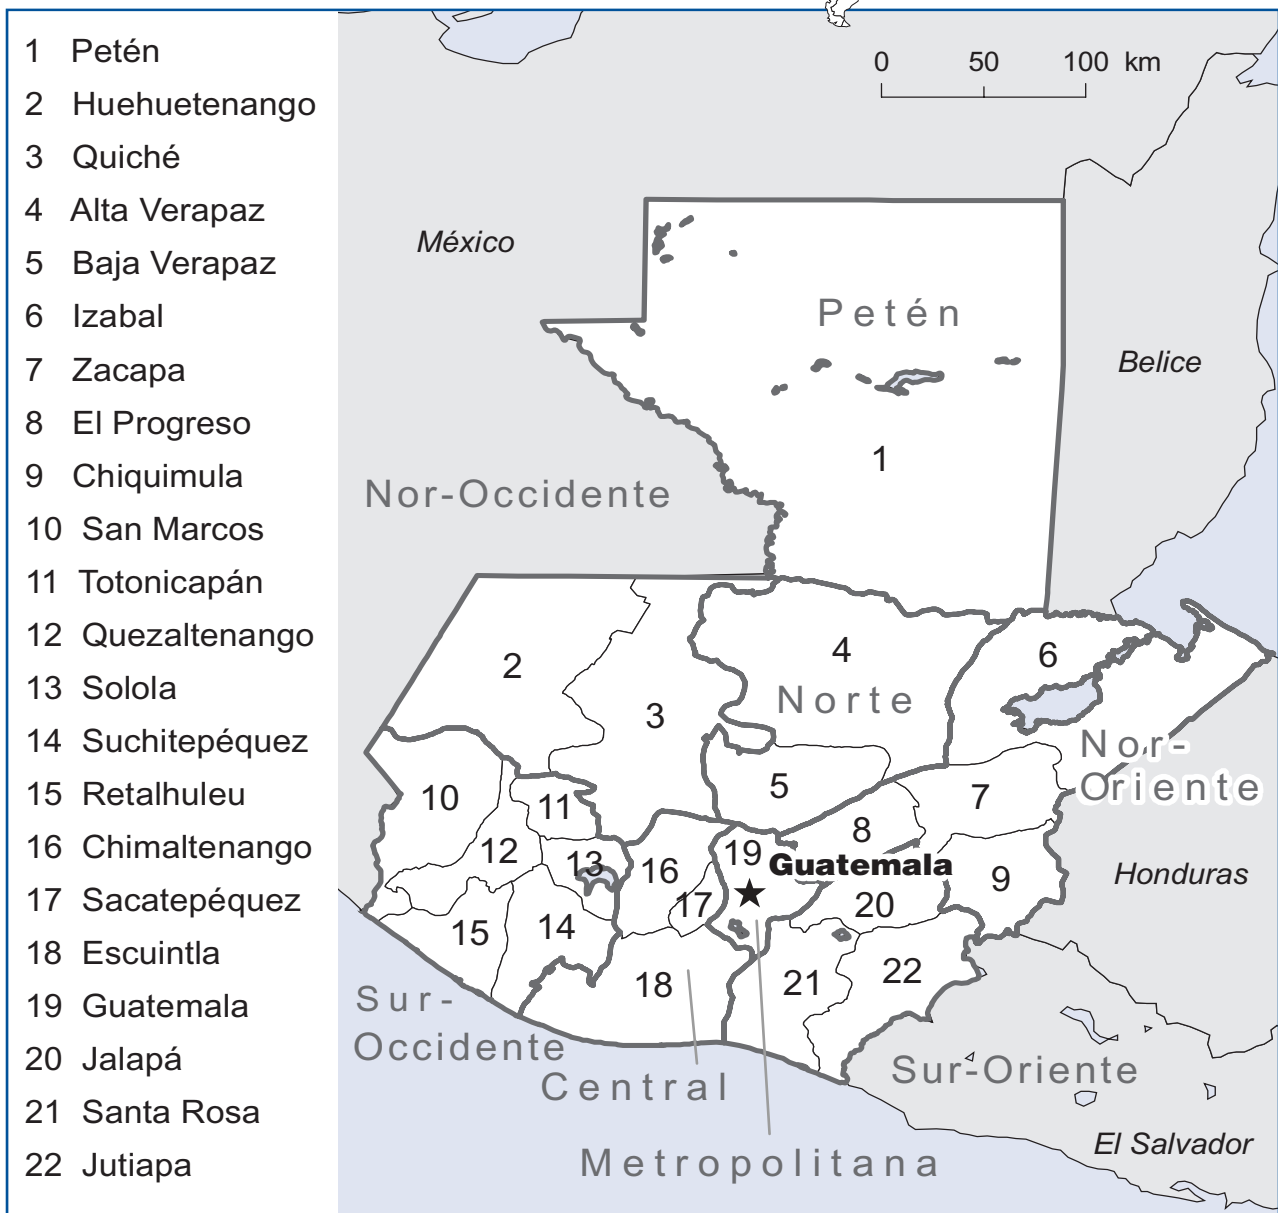 1 Petén
2 Huehuetenango
3 Quiché
4 Alta Verapaz
5 Baja Verapaz
6 Izabal
7 Zacapa
8 El Progreso
9 Chiquimula
10 San Marcos
11 Totonicapán
12 Quezaltenango
13 Solola
14 Suchitepéquez
15 Retalhuleu
16 Chimaltenango
17 Sacatepéquez
18 Escuintla
19 Guatemala
20 Jalapá
21 Santa Rosa
22 Jutiapa
0 50 100 km
México
Petén
Belice
1
Nor-Occidente
4
6
2
Norte
3
Nor-
Oriente
5
7
10
11
8
12
13
16
19
Guatemala
9
Honduras
17
20
15
14
18
21
22
Sur-
Occidente
Central
Sur-Oriente
Metropolitana
El Salvador